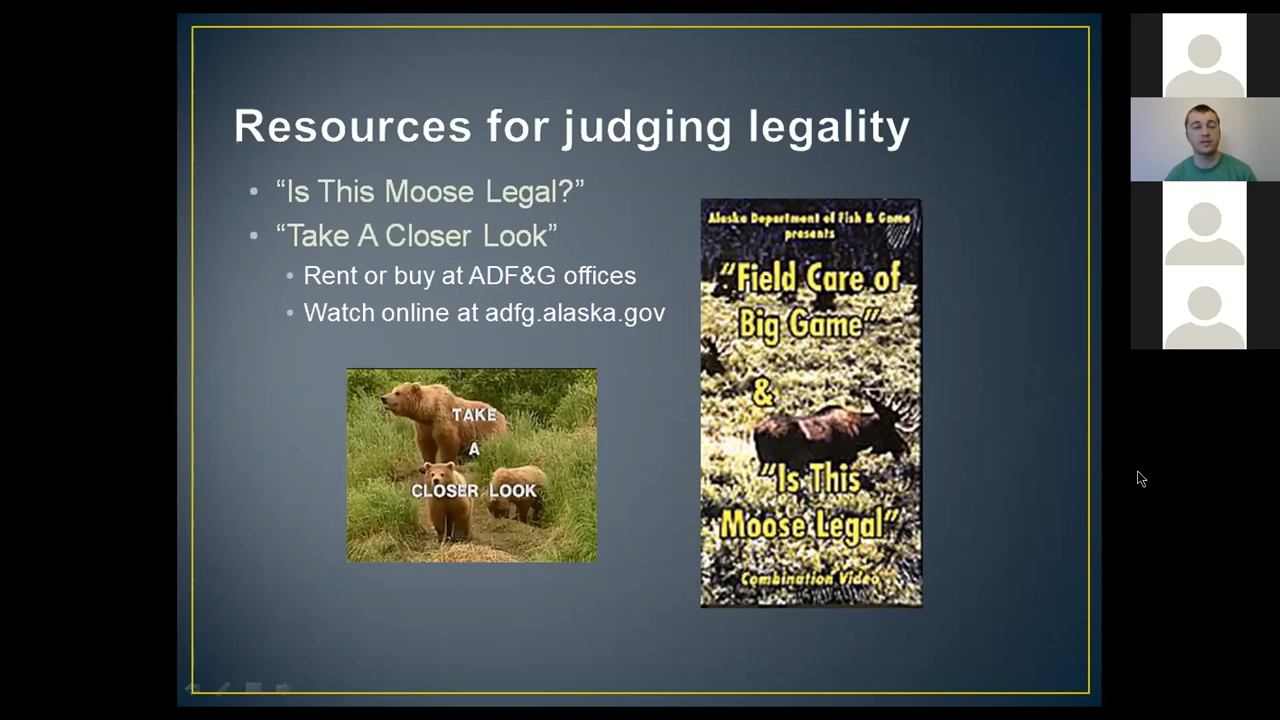 Resources for judging legality
• “Is This Moose Legal?”
• “Take A Closer Look”
• Rent or buy at ADF&G offices
• Watch online at adfg.alaska.gov
TAKE
A
CLOSER LOOK
Alaska Department of Fish & Game
presents
“Field Care of
Big Game”
&
“Is This
Moose Legal”
Combination Video